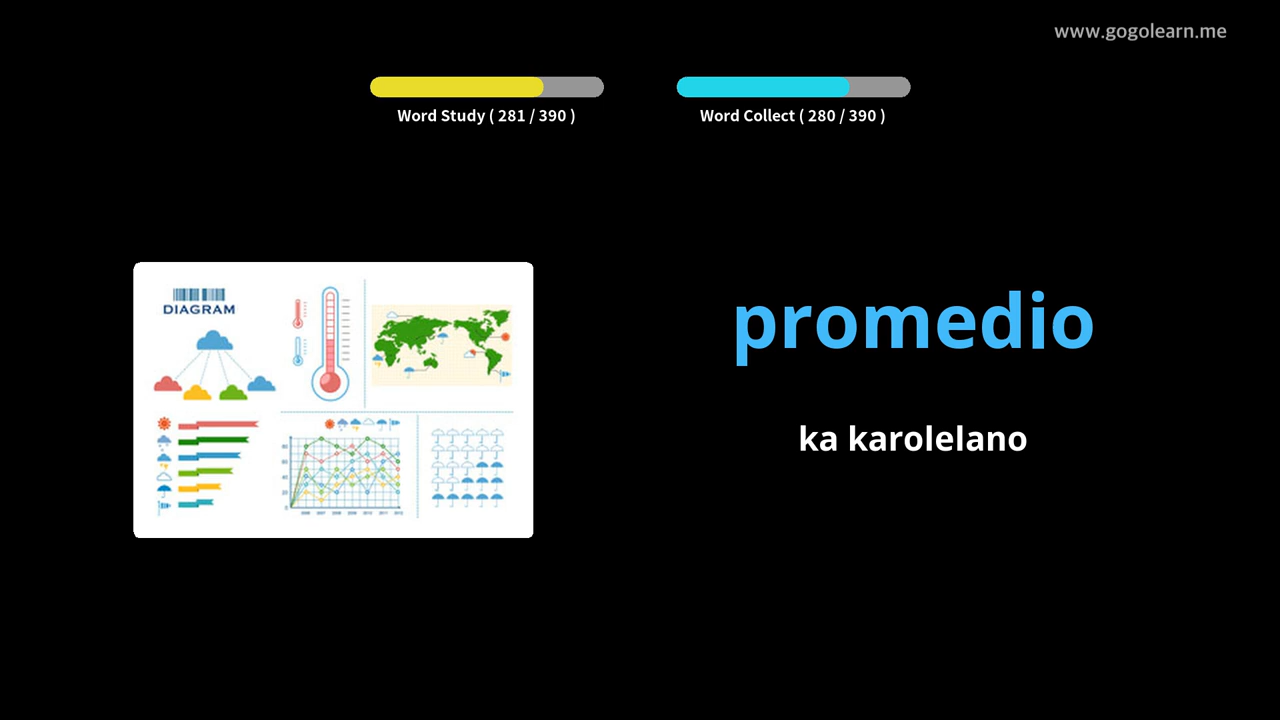 www.gogolearn.me
Word Study ( 281 / 390 )
Word Collect ( 280 / 390 )
DIAGRAM
promedio
ka karolelano